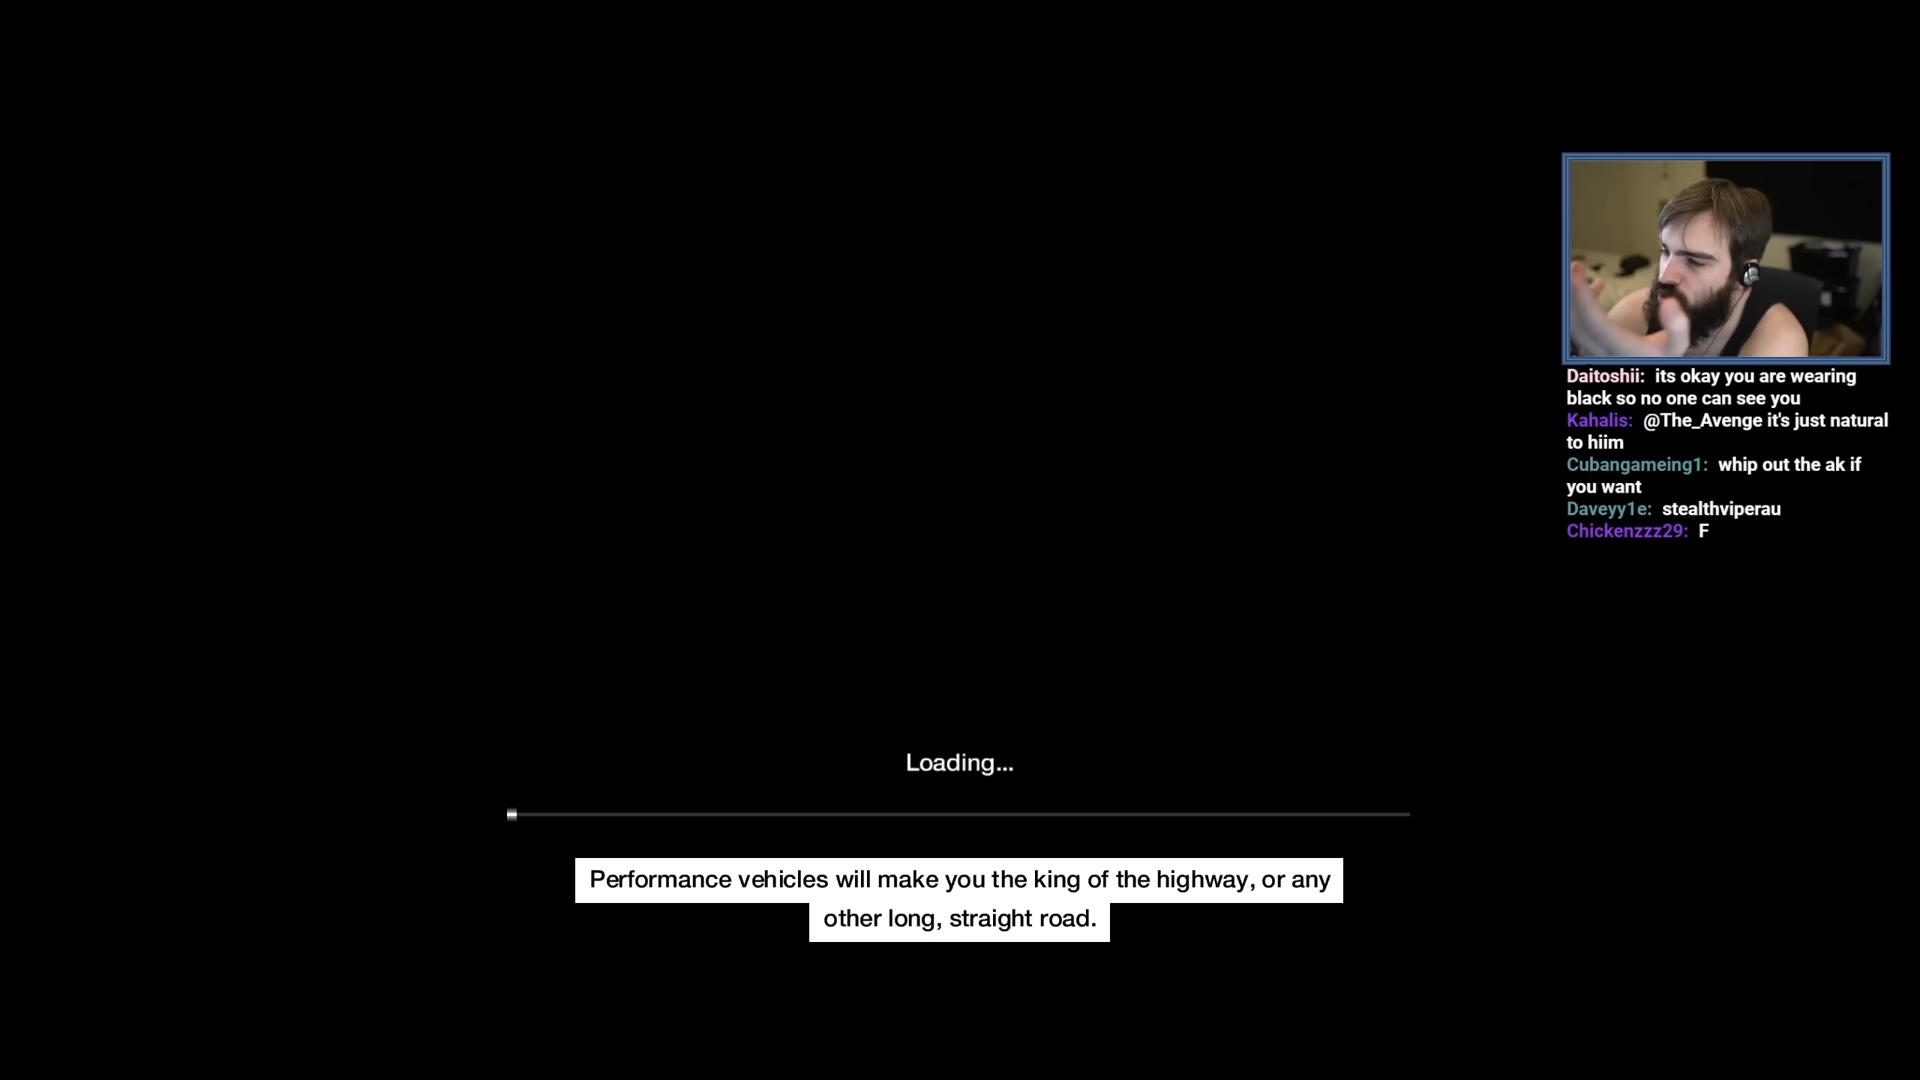 Daitoshii: its okay you are wearing
black so no one can see you
Kahalis: @The_Avenge it's just natural
to hiim
Cubangameing1: whip out the ak if
you want
Daveyy1e: stealthviperau
Chickenzzz29: F
Loading...
Performance vehicles will make you the king of the highway, or any
other long, straight road.